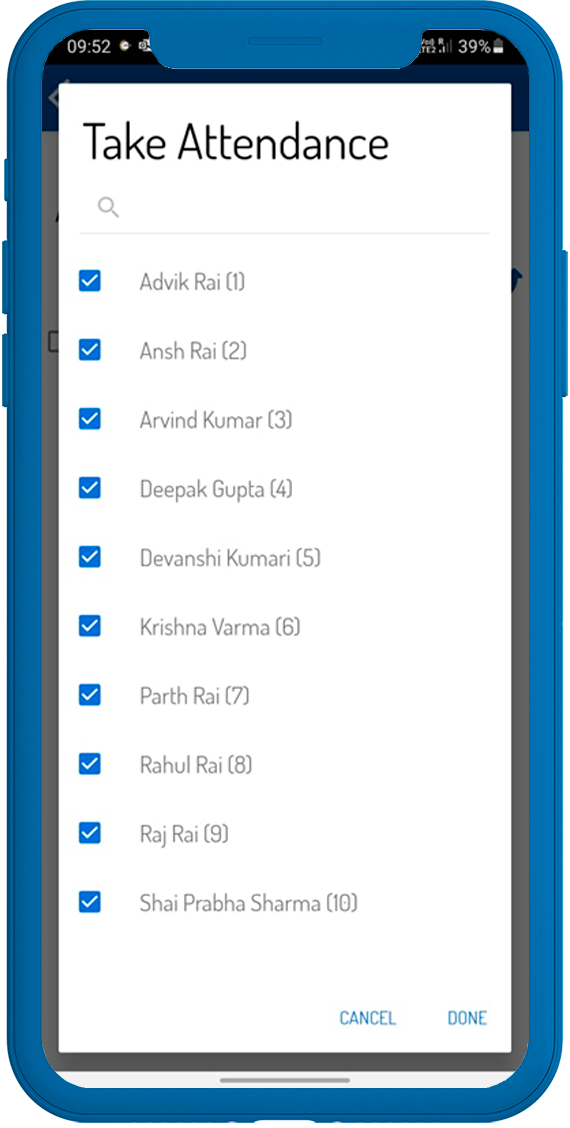 09:52 39%
Take Attendance
Advik Rai (1)
Ansh Rai (2)
Arvind Kumar (3)
Deepak Gupta (4)
Devanshi Kumari (5)
Krishna Varma (6)
Parth Rai (7)
Rahul Rai (8)
Raj Rai (9)
Shai Prabha Sharma (10)
CANCEL DONE